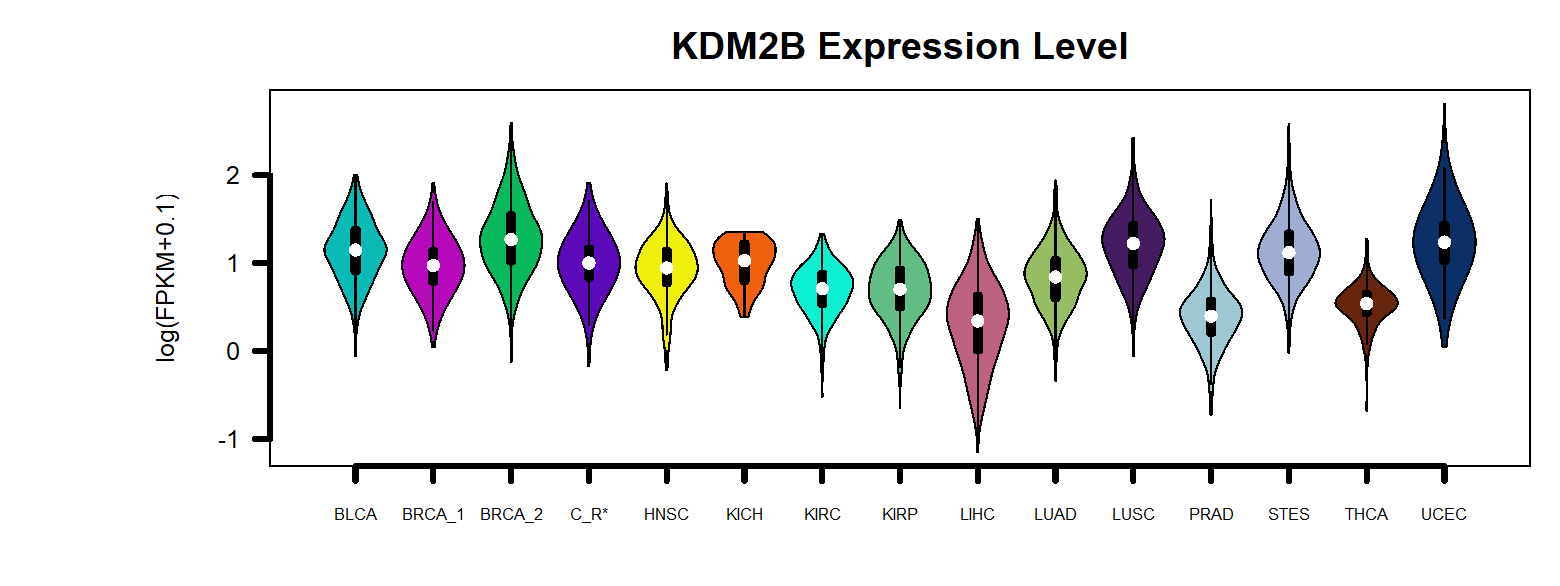 KDM2B Expression Level
log(FPKM+0.1)
2
1
0
-1
BLCA BRCA_1 BRCA_2 C_R* HNSC KICH KIRC KIRP LIHC LUAD LUSC PRAD STES THCA UCEC